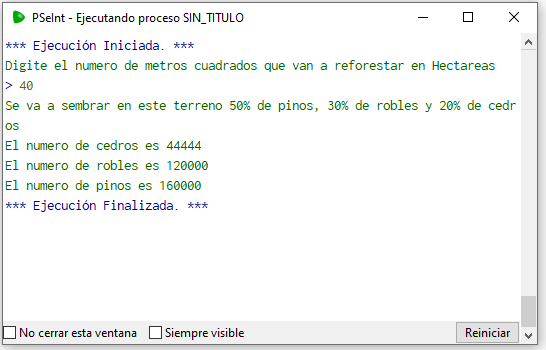 PSeInt - Ejecutando proceso SIN_TITULO
*** Ejecución Iniciada. ***
Digite el numero de metros cuadrados que van a reforestar en Hectareas
> 40
Se va a sembrar en este terreno 50% de pinos, 30% de robles y 20% de cedr
os
El numero de cedros es 44444
El numero de robles es 120000
El numero de pinos es 160000
*** Ejecución Finalizada. ***
No cerrar esta ventana Siempre visible Reiniciar